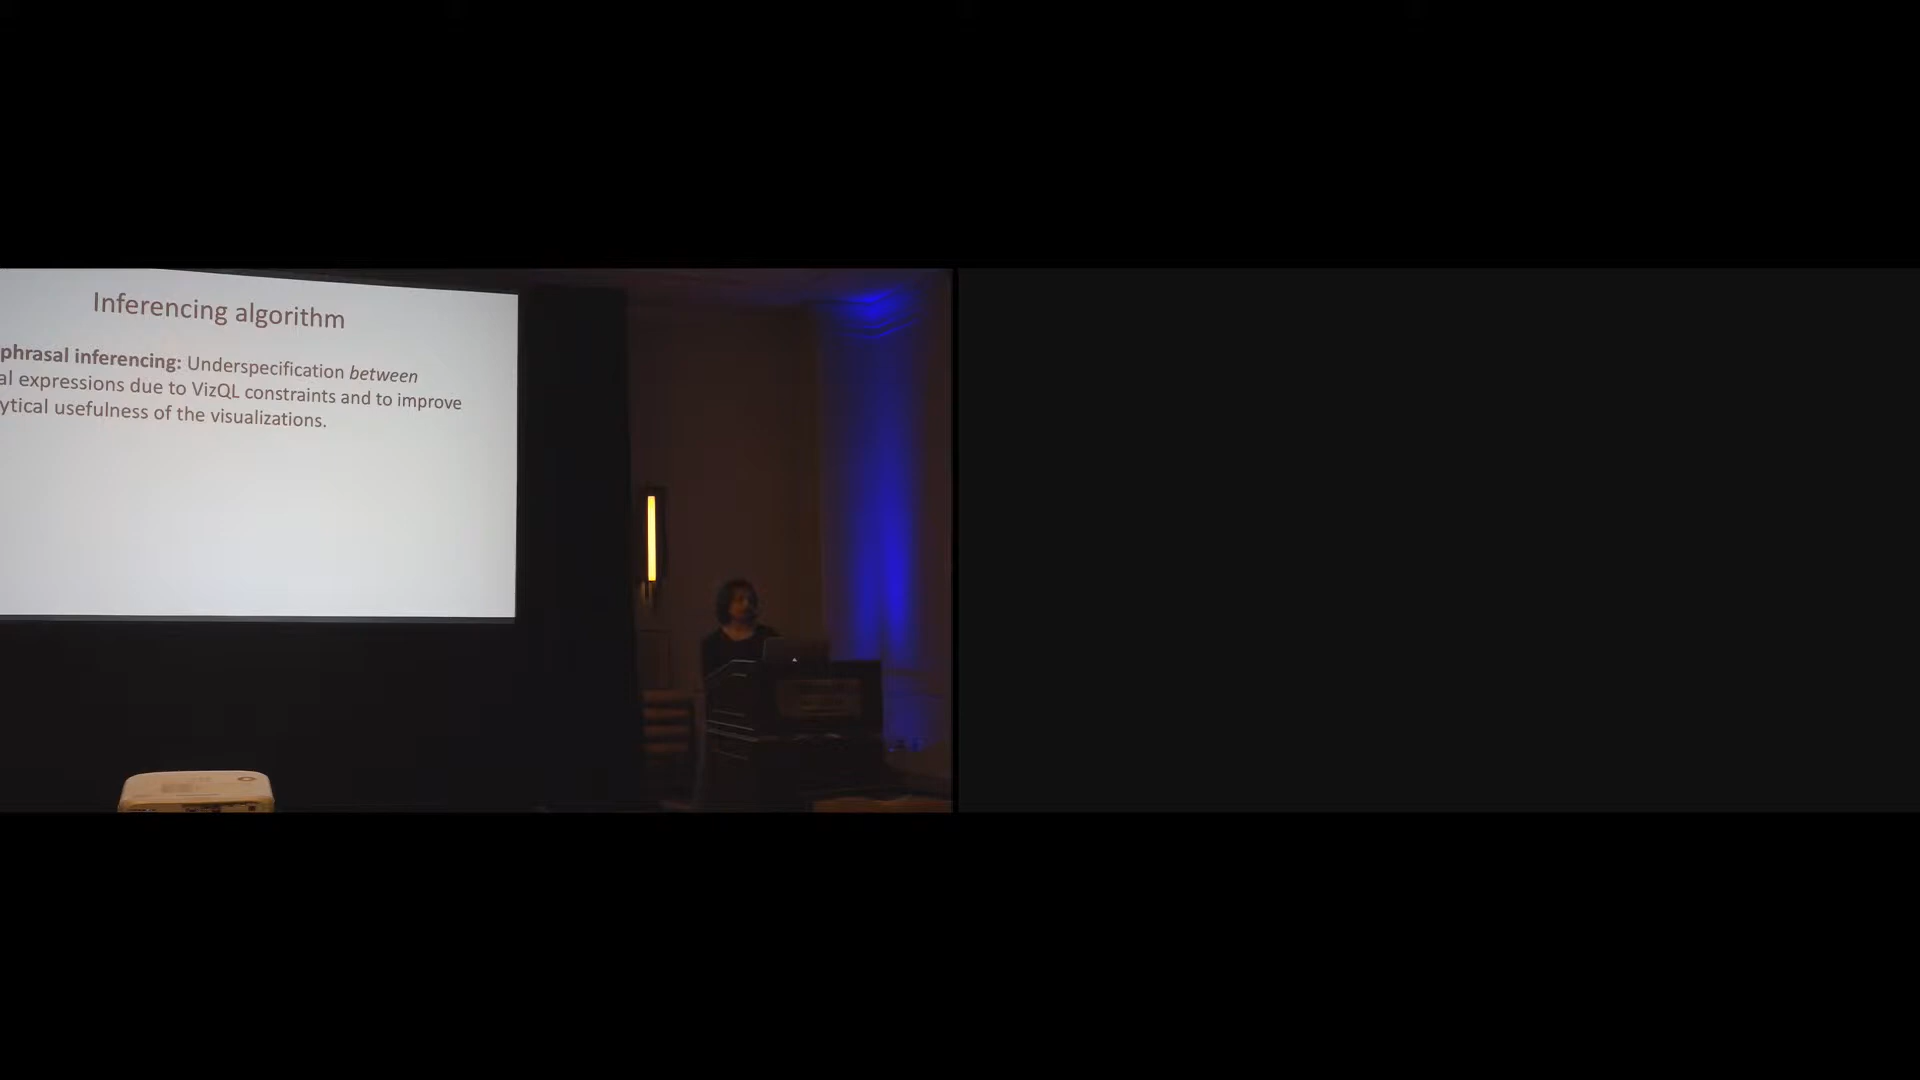 Inferencing algorithm
phrasal inferencing: Underspecification between
al expressions due to VizQL constraints and to improve
ytical usefulness of the visualizations.